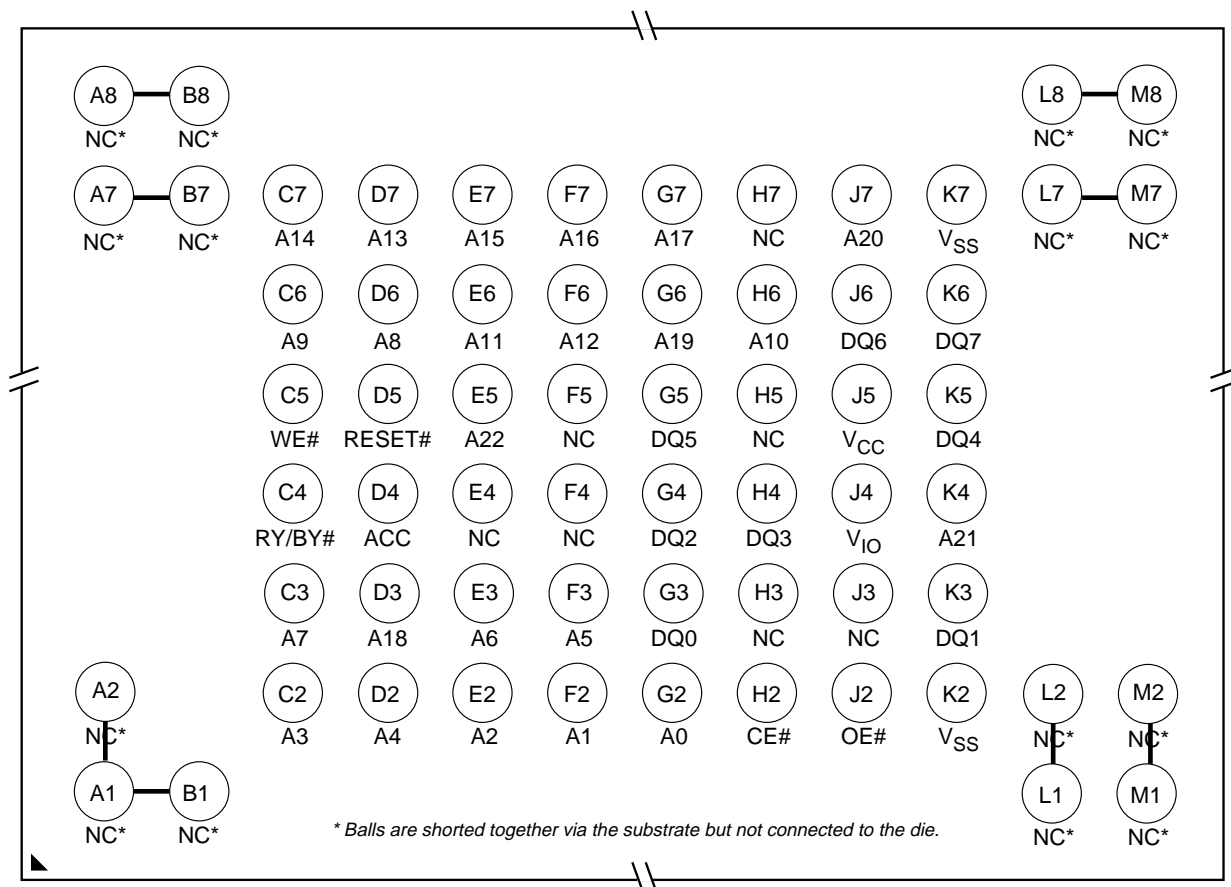 A8 B8 L8 M8
NC* NC* NC* NC*
A7 B7 C7 D7 E7 F7 G7 H7 J7 K7 L7 M7
NC* NC* A14 A13 A15 A16 A17 NC A20 VSS NC* NC*
C6 D6 E6 F6 G6 H6 J6 K6
A9 A8 A11 A12 A19 A10 DQ6 DQ7
C5 D5 E5 F5 G5 H5 J5 K5
WE# RESET# A22 NC DQ5 NC VCC DQ4
C4 D4 E4 F4 G4 H4 J4 K4
RY/BY# ACC NC NC DQ2 DQ3 VIO A21
C3 D3 E3 F3 G3 H3 J3 K3
A7 A18 A6 A5 DQ0 NC NC DQ1
A2 C2 D2 E2 F2 G2 H2 J2 K2 L2 M2
NC* A3 A4 A2 A1 A0 CE# OE# VSS NC* NC*
A1 B1 L1 M1
NC* NC* NC* NC*
* Balls are shorted together via the substrate but not connected to the die.